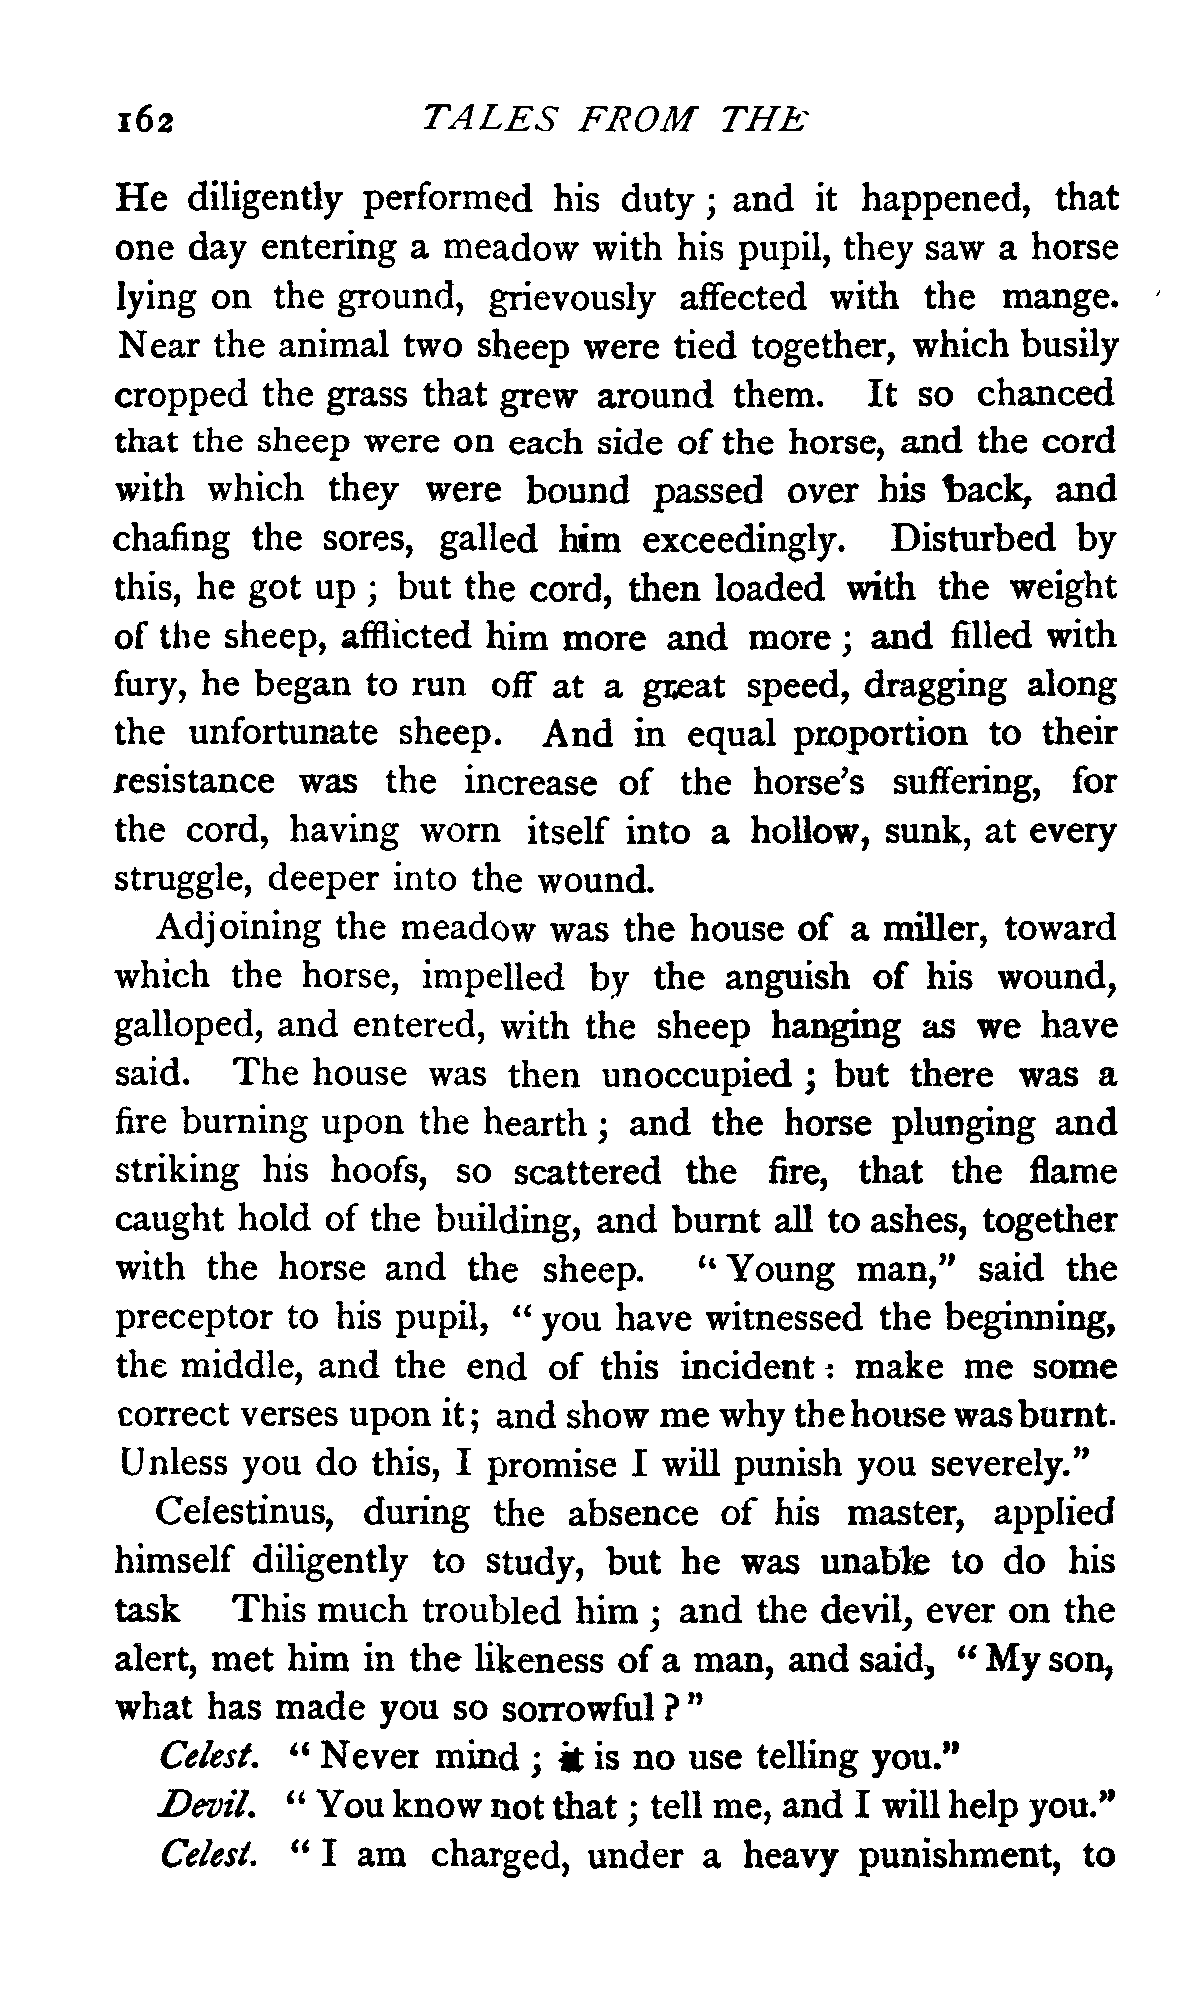 162 TALES FROM THE
He diligently performed his duty ; and it happened, that
one day entering a meadow with his pupil, they saw a horse
lying on the ground, grievously affected with the mange.
Near the animal two sheep were tied together, which busily
cropped the grass that grew around them. It so chanced
that the sheep were on each side of the horse, and the cord
with which they were bound passed over his back, and
chafing the sores, galled him exceedingly. Disturbed by
this, he got up ; but the cord, then loaded with the weight
of the sheep, afflicted him more and more ; and filled with
fury, he began to run off at a great speed, dragging along
the unfortunate sheep. And in equal proportion to their
resistance was the increase of the horse's suffering, for
the cord, having worn itself into a hollow, sunk, at every
struggle, deeper into the wound.
Adjoining the meadow was the house of a miller, toward
which the horse, impelled by the anguish of his wound,
galloped, and entered, with the sheep hanging as we have
said. The house was then unoccupied ; but there was a
fire burning upon the hearth ; and the horse plunging and
striking his hoofs, so scattered the fire, that the flame
caught hold of the building, and burnt all to ashes, together
with the horse and the sheep. " Young man," said the
preceptor to his pupil, " you have witnessed the beginning,
the middle, and the end of this incident : make me some
correct verses upon it ; and show me why the house was burnt.
Unless you do this, I promise I will punish you severely."
Celestinus, during the absence of his master, applied
himself diligently to study, but he was unable to do his
task This much troubled him ; and the devil, ever on the
alert, met him in the likeness of a man, and said, " My son,
what has made you so sorrowful ? "
Celest. " Never mind ; it is no use telling you."
Devil. " You know not that ; tell me, and I will help you."
Celest. " I am charged, under a heavy punishment, to